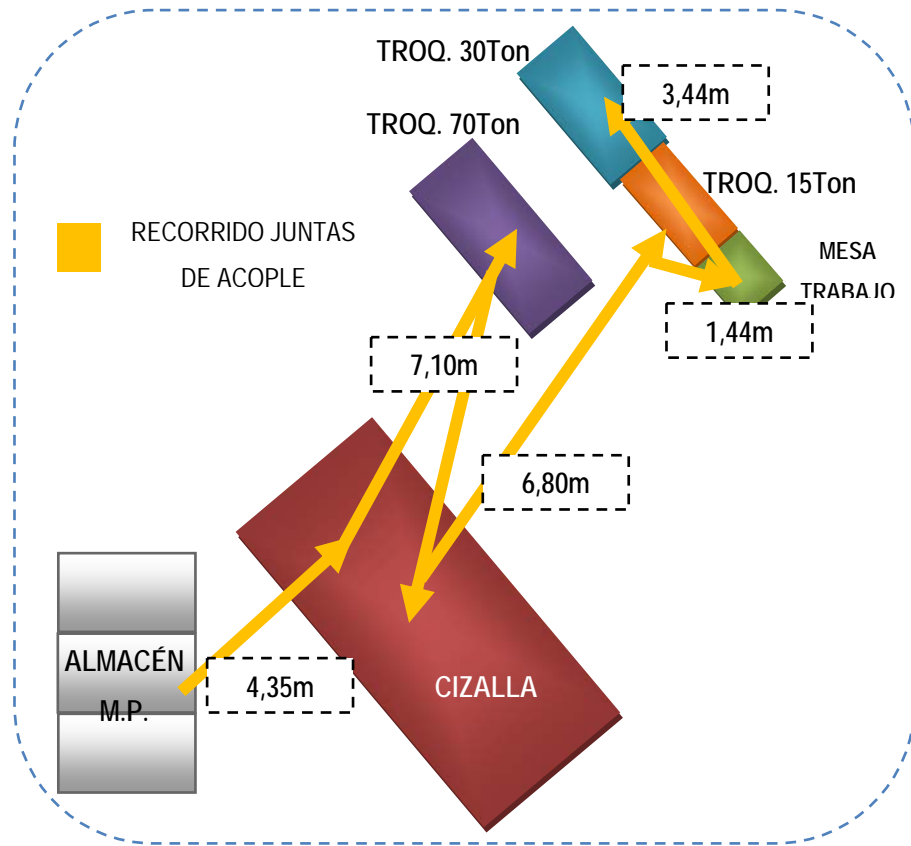 TROQ. 30Ton
3,44m
TROQ. 70Ton
TROQ. 15Ton
RECORRIDO JUNTAS
DE ACOPLE
MESA
TRABAJO
1,44m
7,10m
6,80m
ALMACÉN
M.P.
4,35m
CIZALLA